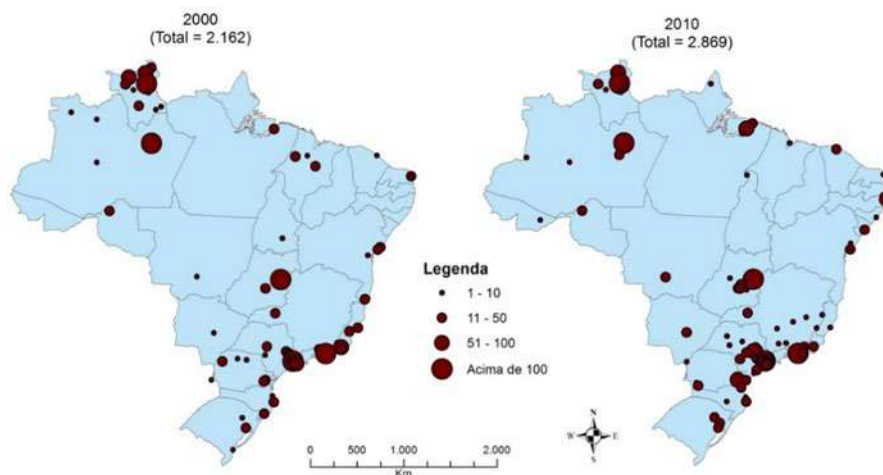 2000
(Total = 2.162)
2010
(Total = 2.869)
Legenda
1 - 10
11 - 50
51 - 100
Acima de 100
N
W E
S
0 500 1.000 2.000
Km